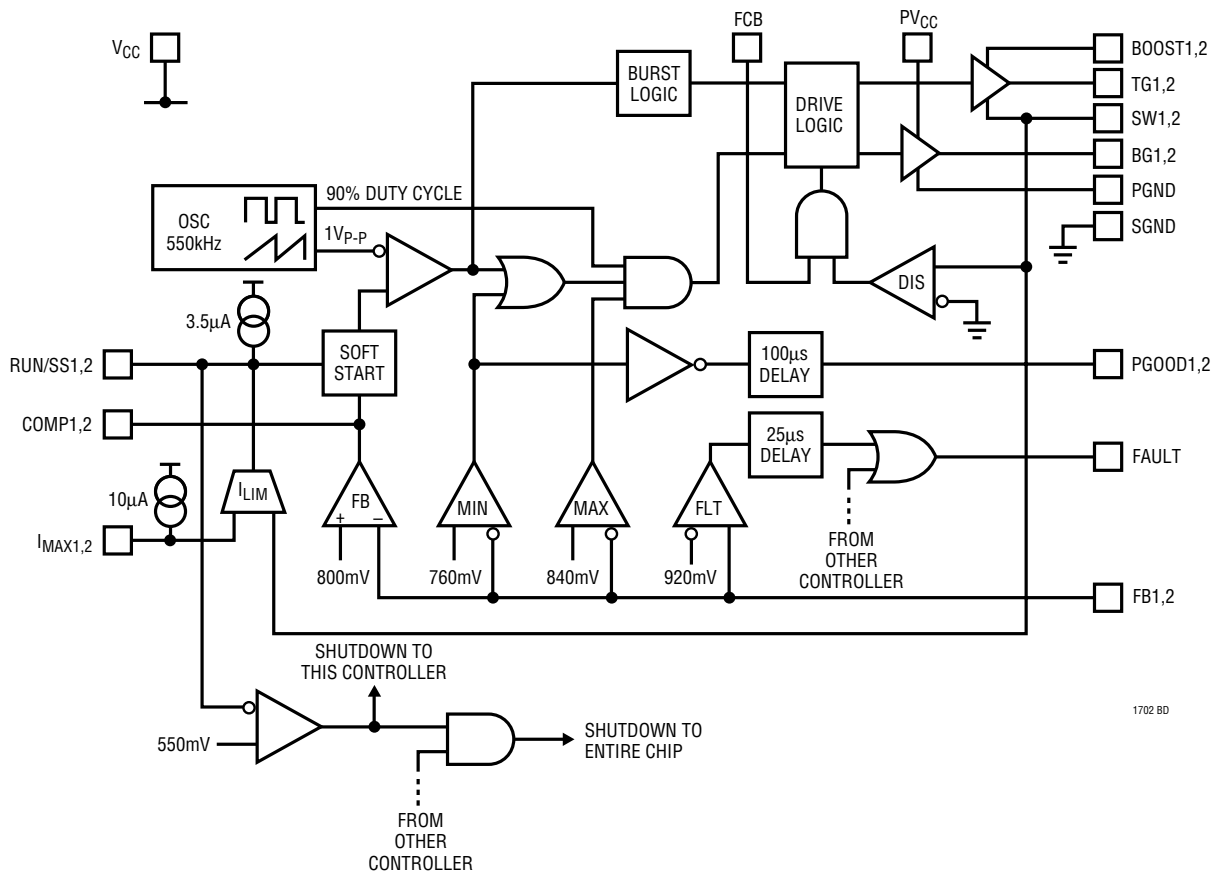 FCB
PVCC
VCC
BOOST1,2
BURST
LOGIC
TG1,2
DRIVE
LOGIC
SW1,2
BG1,2
90% DUTY CYCLE
PGND
OSC
550kHz
SGND
1VP-P
DIS
3.5µA
RUN/SS1,2
SOFT
START
100µs
DELAY
PGOOD1,2
COMP1,2
25µs
DELAY
FAULT
10µA
ILIM
FB
+
–
MIN
MAX
FLT
IMAX1,2
FROM
OTHER
CONTROLLER
800mV
760mV
840mV
920mV
FB1,2
SHUTDOWN TO
THIS CONTROLLER
1702 BD
550mV
SHUTDOWN TO
ENTIRE CHIP
FROM
OTHER
CONTROLLER